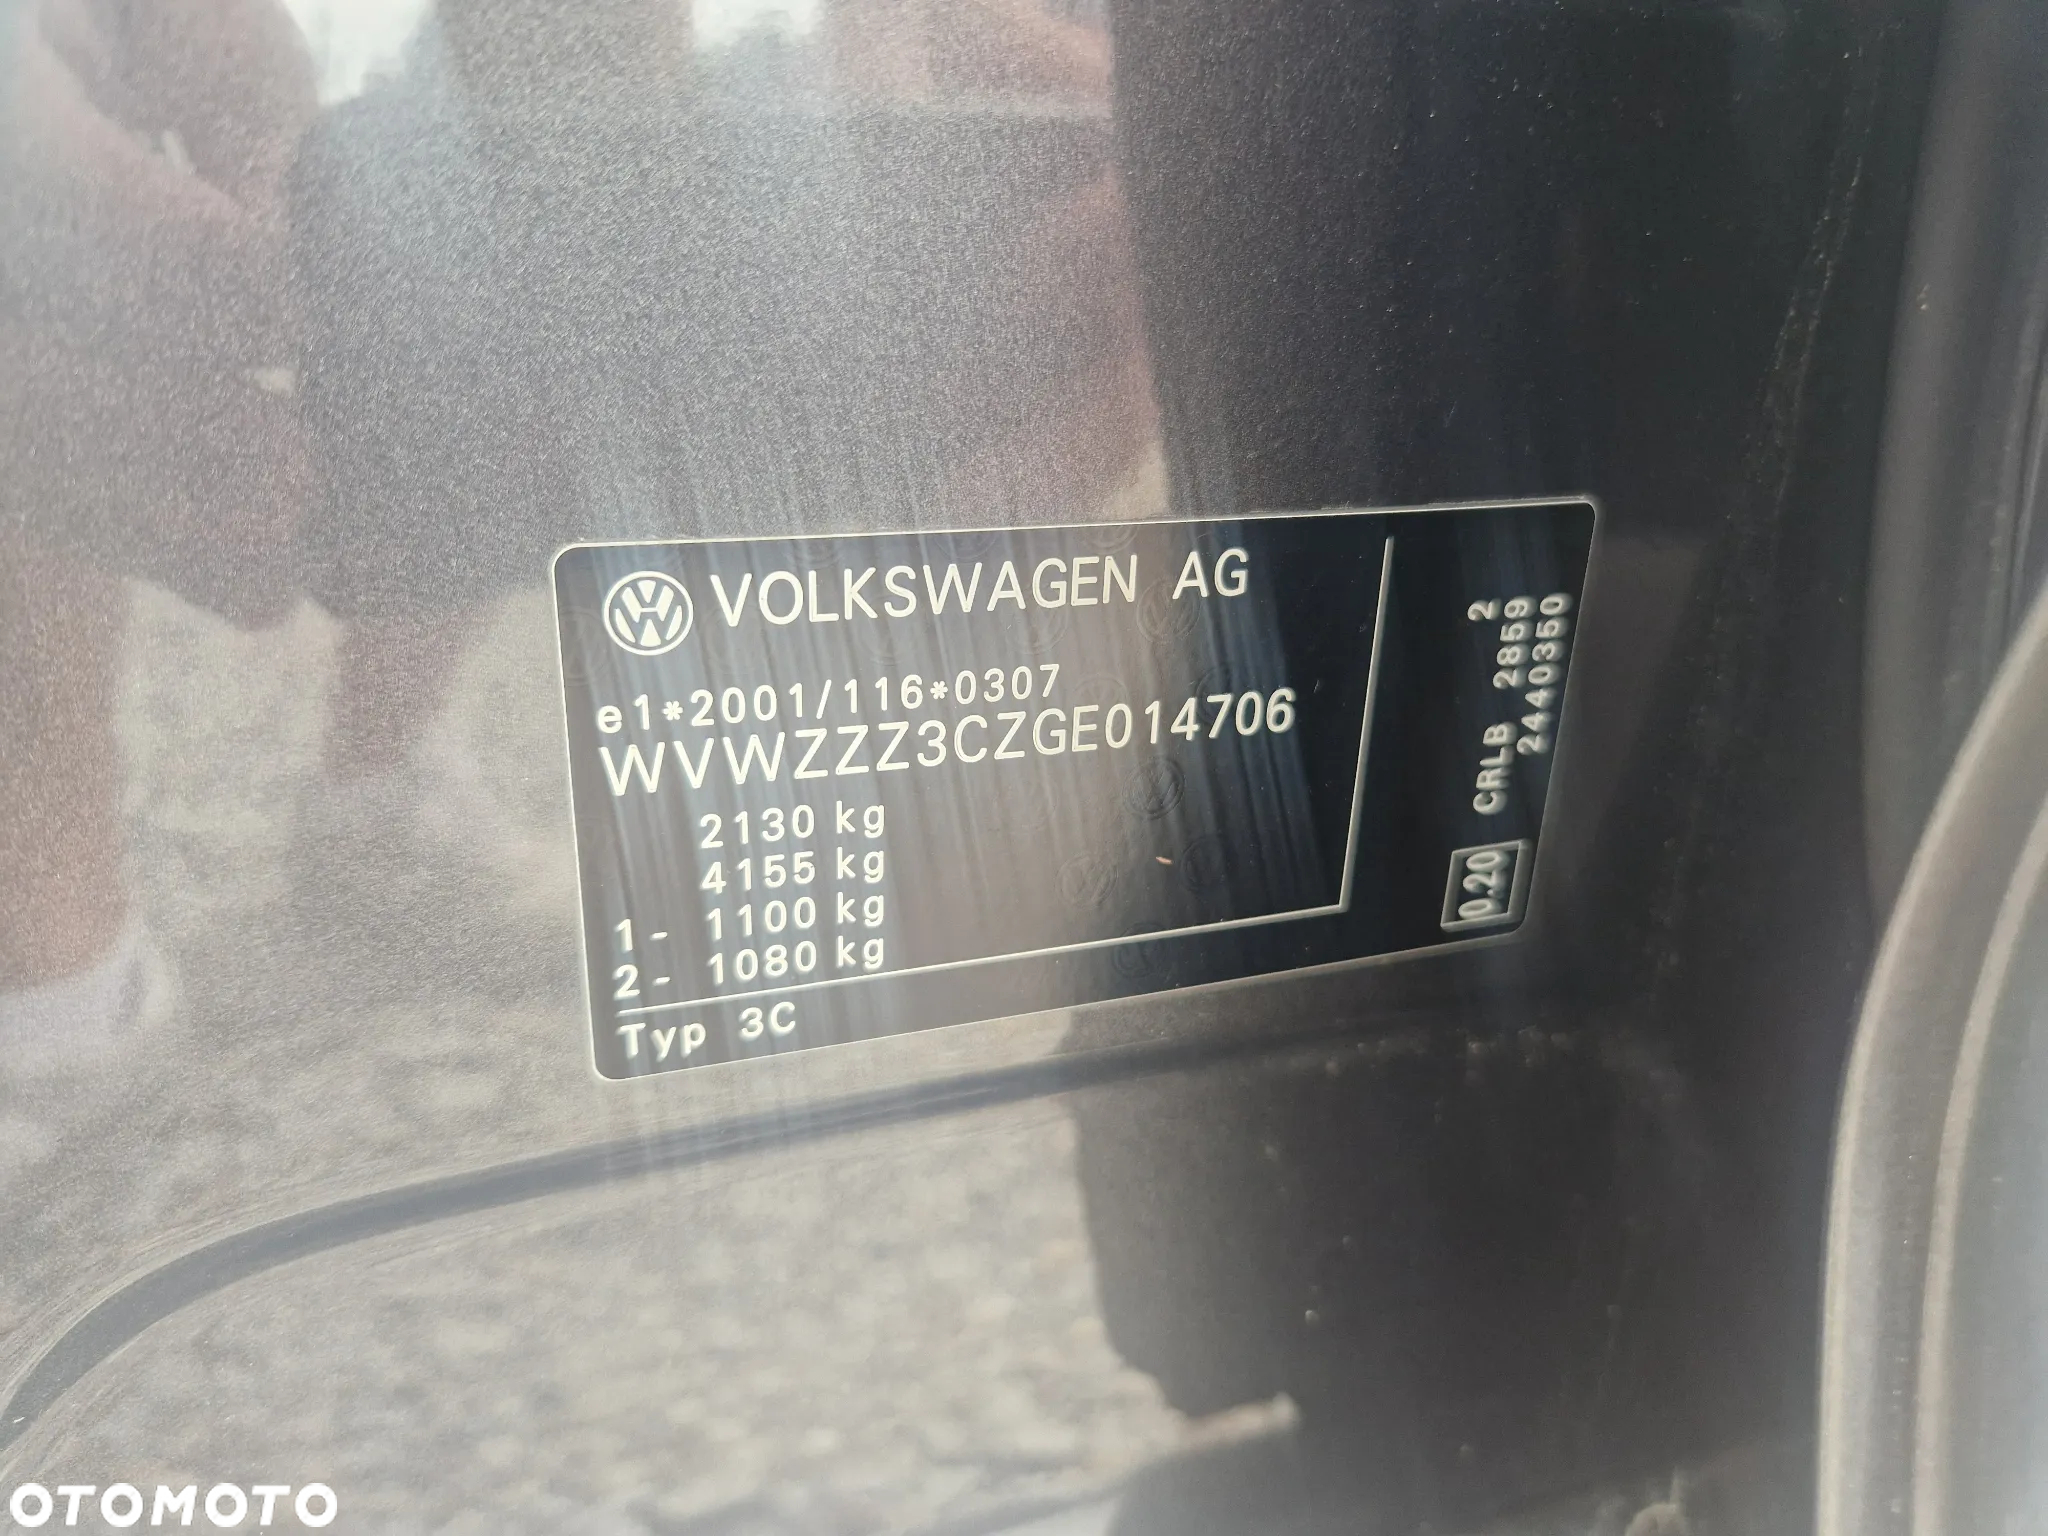 VOLKSWAGEN AG
e1*2001/116*0307
WVWZZZ3CZGE014706
2130 kg
4155 kg
1- 1100 kg
2- 1080 kg
Typ 3C
2
CRLB 2859
2440350
0.20
OTOMOTO